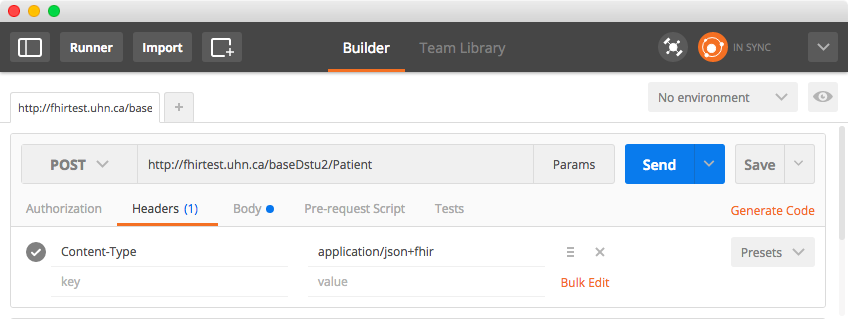 Runner Import Builder Team Library IN SYNC
http://fhirtest.uhn.ca/base + No environment
POST http://fhirtest.uhn.ca/baseDstu2/Patient Params Send Save
Authorization Headers (1) Body Pre-request Script Tests Generate Code
Content-Type application/json+fhir Presets
key value Bulk Edit